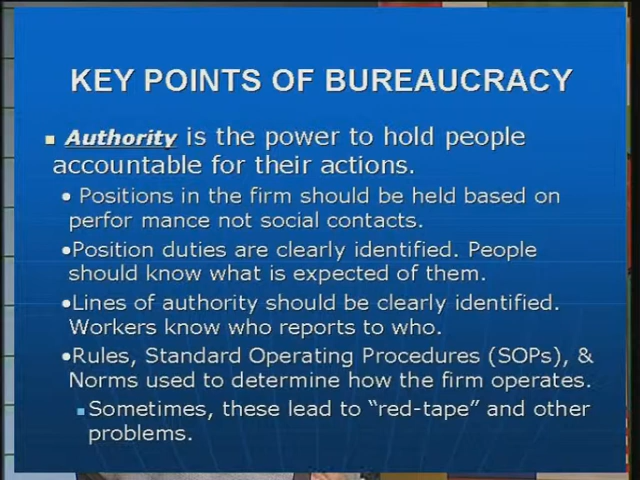 KEY POINTS OF BUREAUCRACY
▪ Authority is the power to hold people
accountable for their actions.
• Positions in the firm should be held based on
perfor mance not social contacts.
•Position duties are clearly identified. People
should know what is expected of them.
•Lines of authority should be clearly identified.
Workers know who reports to who.
•Rules, Standard Operating Procedures (SOPs), &
Norms used to determine how the firm operates.
▪Sometimes, these lead to “red-tape” and other
problems.